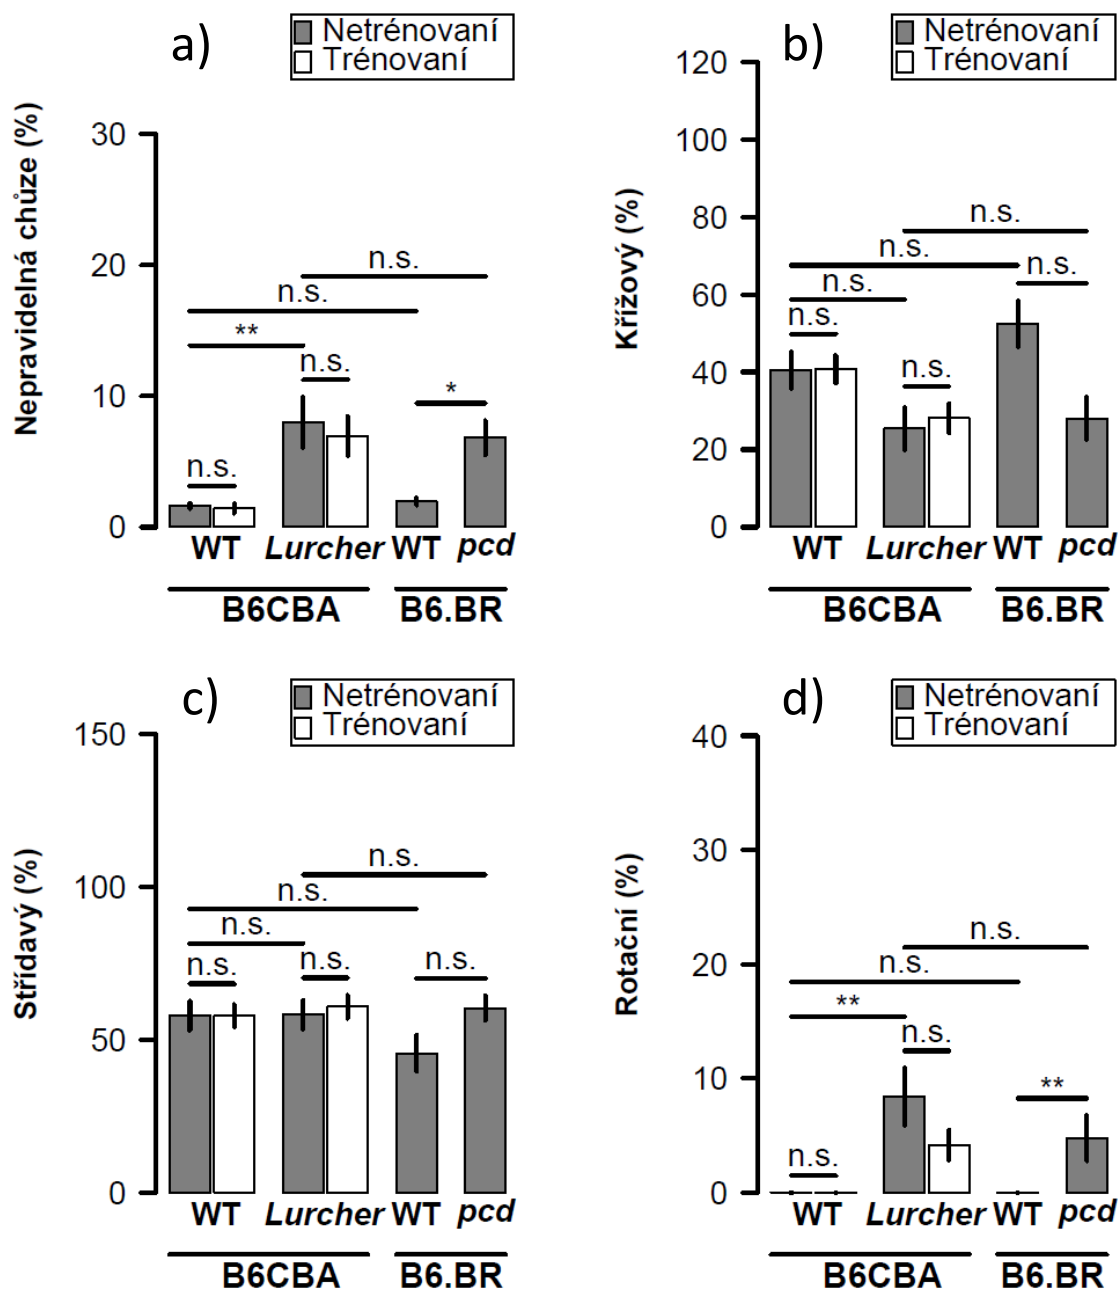 a)
Netrénovaní
Trénovaní
Nepravidelná chůze (%)
30
20
10
0
n.s.
n.s.
**
n.s.
*
n.s.
WT
Lurcher
WT
pcd
B6CBA
B6.BR
b)
Netrénovaní
Trénovaní
Křížový (%)
120
100
80
60
40
20
0
n.s.
n.s.
n.s.
n.s.
n.s.
n.s.
WT
Lurcher
WT
pcd
B6CBA
B6.BR
c)
Netrénovaní
Trénovaní
Střídavý (%)
150
100
50
0
n.s.
n.s.
n.s.
n.s.
n.s.
n.s.
WT
Lurcher
WT
pcd
B6CBA
B6.BR
d)
Netrénovaní
Trénovaní
Rotační (%)
40
30
20
10
0
n.s.
n.s.
**
n.s.
**
n.s.
WT
Lurcher
WT
pcd
B6CBA
B6.BR